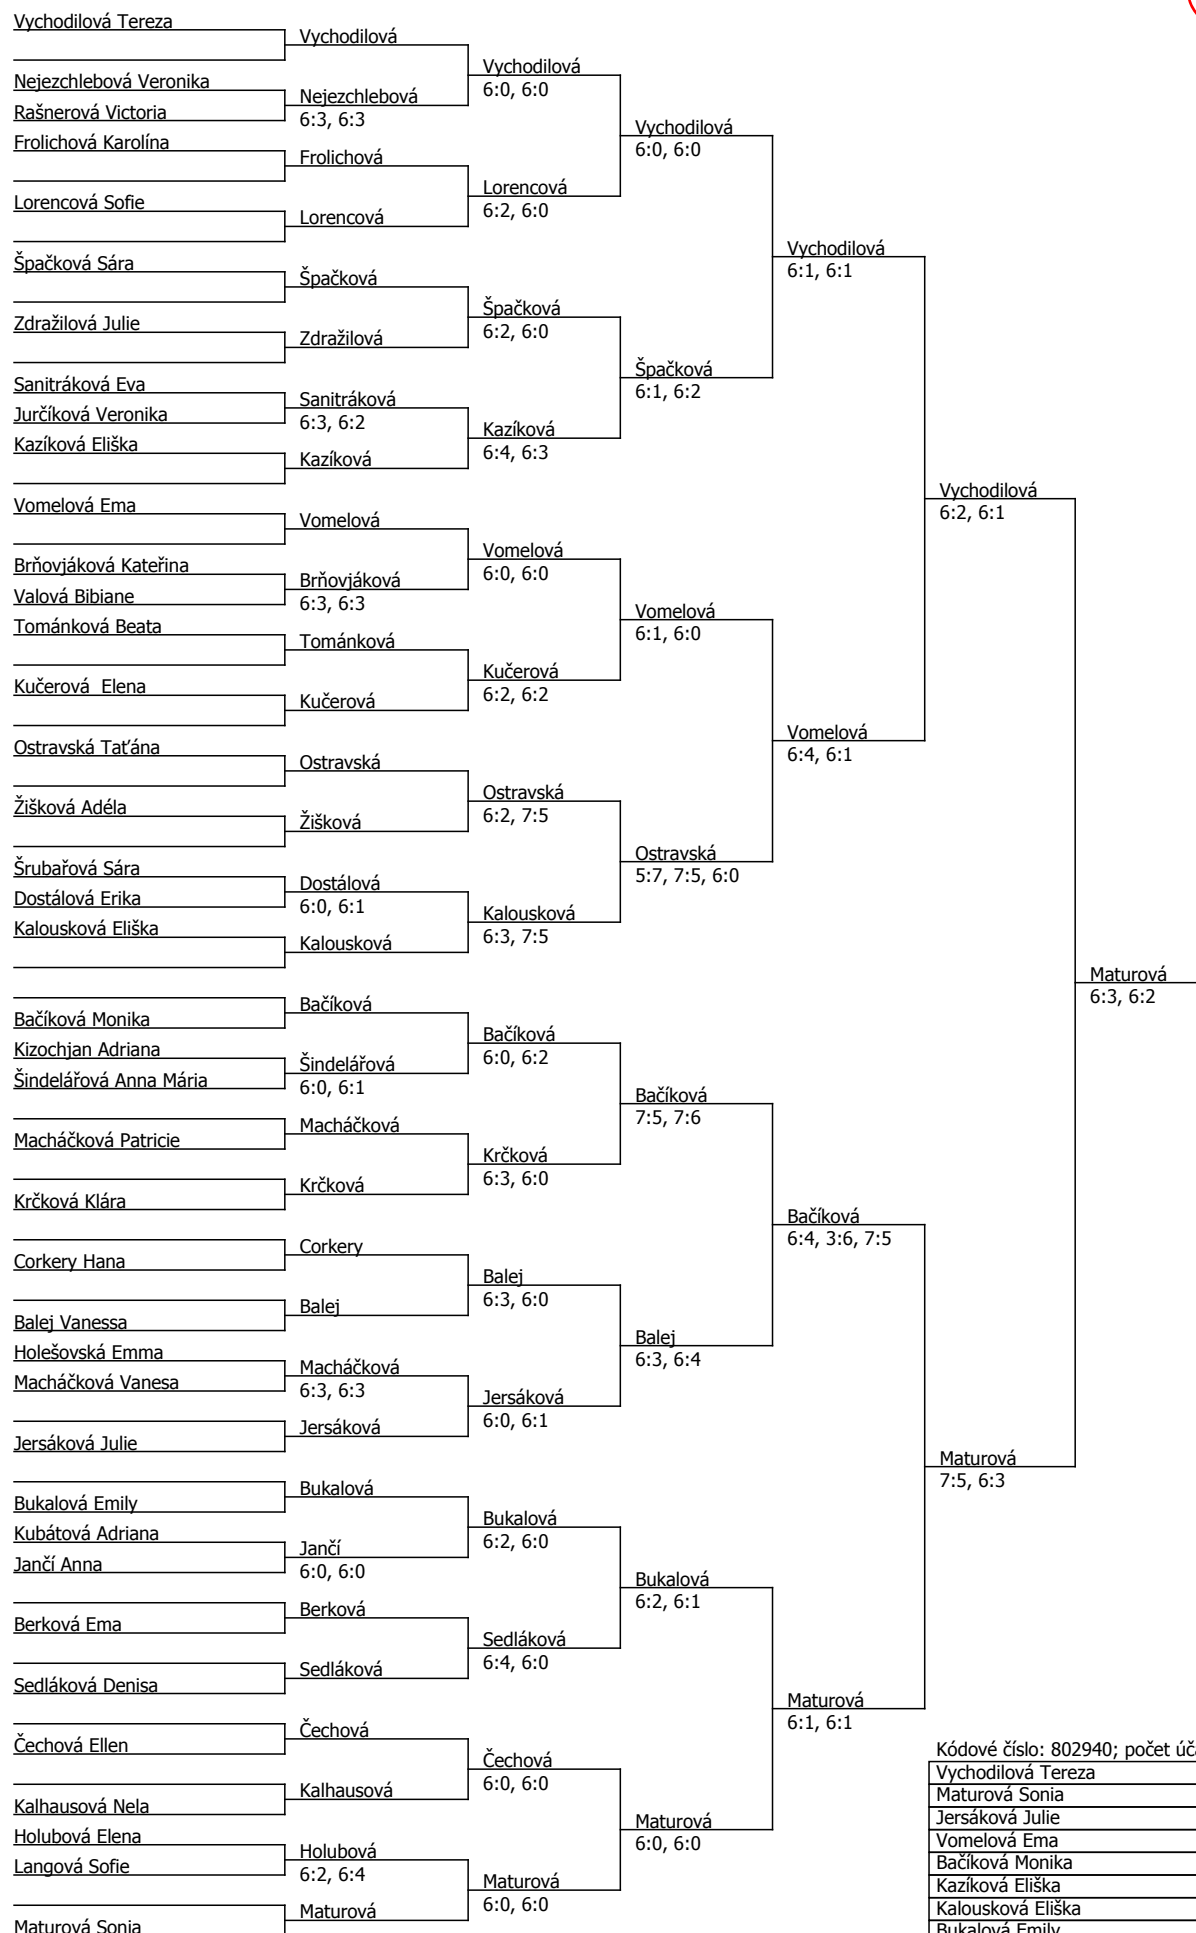 Vychodilová Tereza
Vychodilová
Vychodilová
6:0, 6:0
Nejezchlebová Veronika
Nejezchlebová
6:3, 6:3
Rašnerová Victoria
Vychodilová
6:0, 6:0
Frolichová Karolína
Frolichová
Lorencová
6:2, 6:0
Lorencová Sofie
Lorencová
Vychodilová
6:1, 6:1
Špačková Sára
Špačková
Špačková
6:2, 6:0
Zdražilová Julie
Zdražilová
Špačková
6:1, 6:2
Sanitráková Eva
Sanitráková
6:3, 6:2
Jurčíková Veronika
Kazíková
6:4, 6:3
Kazíková Eliška
Kazíková
Vychodilová
6:2, 6:1
Vomelová Ema
Vomelová
Vomelová
6:0, 6:0
Brňovjáková Kateřina
Brňovjáková
6:3, 6:3
Valová Bibiane
Vomelová
6:1, 6:0
Tománková Beata
Tománková
Kučerová
6:2, 6:2
Kučerová  Elena
Kučerová
Vomelová
6:4, 6:1
Ostravská Taťána
Ostravská
Ostravská
6:2, 7:5
Žišková Adéla
Žišková
Ostravská
5:7, 7:5, 6:0
Šrubařová Sára
Dostálová
6:0, 6:1
Dostálová Erika
Kalousková
6:3, 7:5
Kalousková Eliška
Kalousková
Maturová
6:3, 6:2
Bačíková
Bačíková Monika
Bačíková
6:0, 6:2
Kizochjan Adriana
Šindelářová
6:0, 6:1
Šindelářová Anna Mária
Bačíková
7:5, 7:6
Macháčková
Macháčková Patricie
Krčková
6:3, 6:0
Krčková
Krčková Klára
Bačíková
6:4, 3:6, 7:5
Corkery
Corkery Hana
Balej
6:3, 6:0
Balej
Balej Vanessa
Balej
6:3, 6:4
Holešovská Emma
Macháčková
6:3, 6:3
Macháčková Vanesa
Jersáková
6:0, 6:1
Jersáková
Jersáková Julie
Maturová
7:5, 6:3
Bukalová
Bukalová Emily
Bukalová
6:2, 6:0
Kubátová Adriana
Jančí
6:0, 6:0
Jančí Anna
Bukalová
6:2, 6:1
Berková
Berková Ema
Sedláková
6:4, 6:0
Sedláková
Sedláková Denisa
Maturová
6:1, 6:1
Čechová
Čechová Ellen
Čechová
6:0, 6:0
Kalhausová
Kalhausová Nela
Maturová
6:0, 6:0
Holubová Elena
Holubová
6:2, 6:4
Langová Sofie
Maturová
6:0, 6:0
Maturová
Maturová Sonia
Kódové číslo: 802940; počet úč
Vychodilová Tereza
Maturová Sonia
Jersáková Julie
Vomelová Ema
Bačíková Monika
Kazíková Eliška
Kalousková Eliška
Bukalová Emily